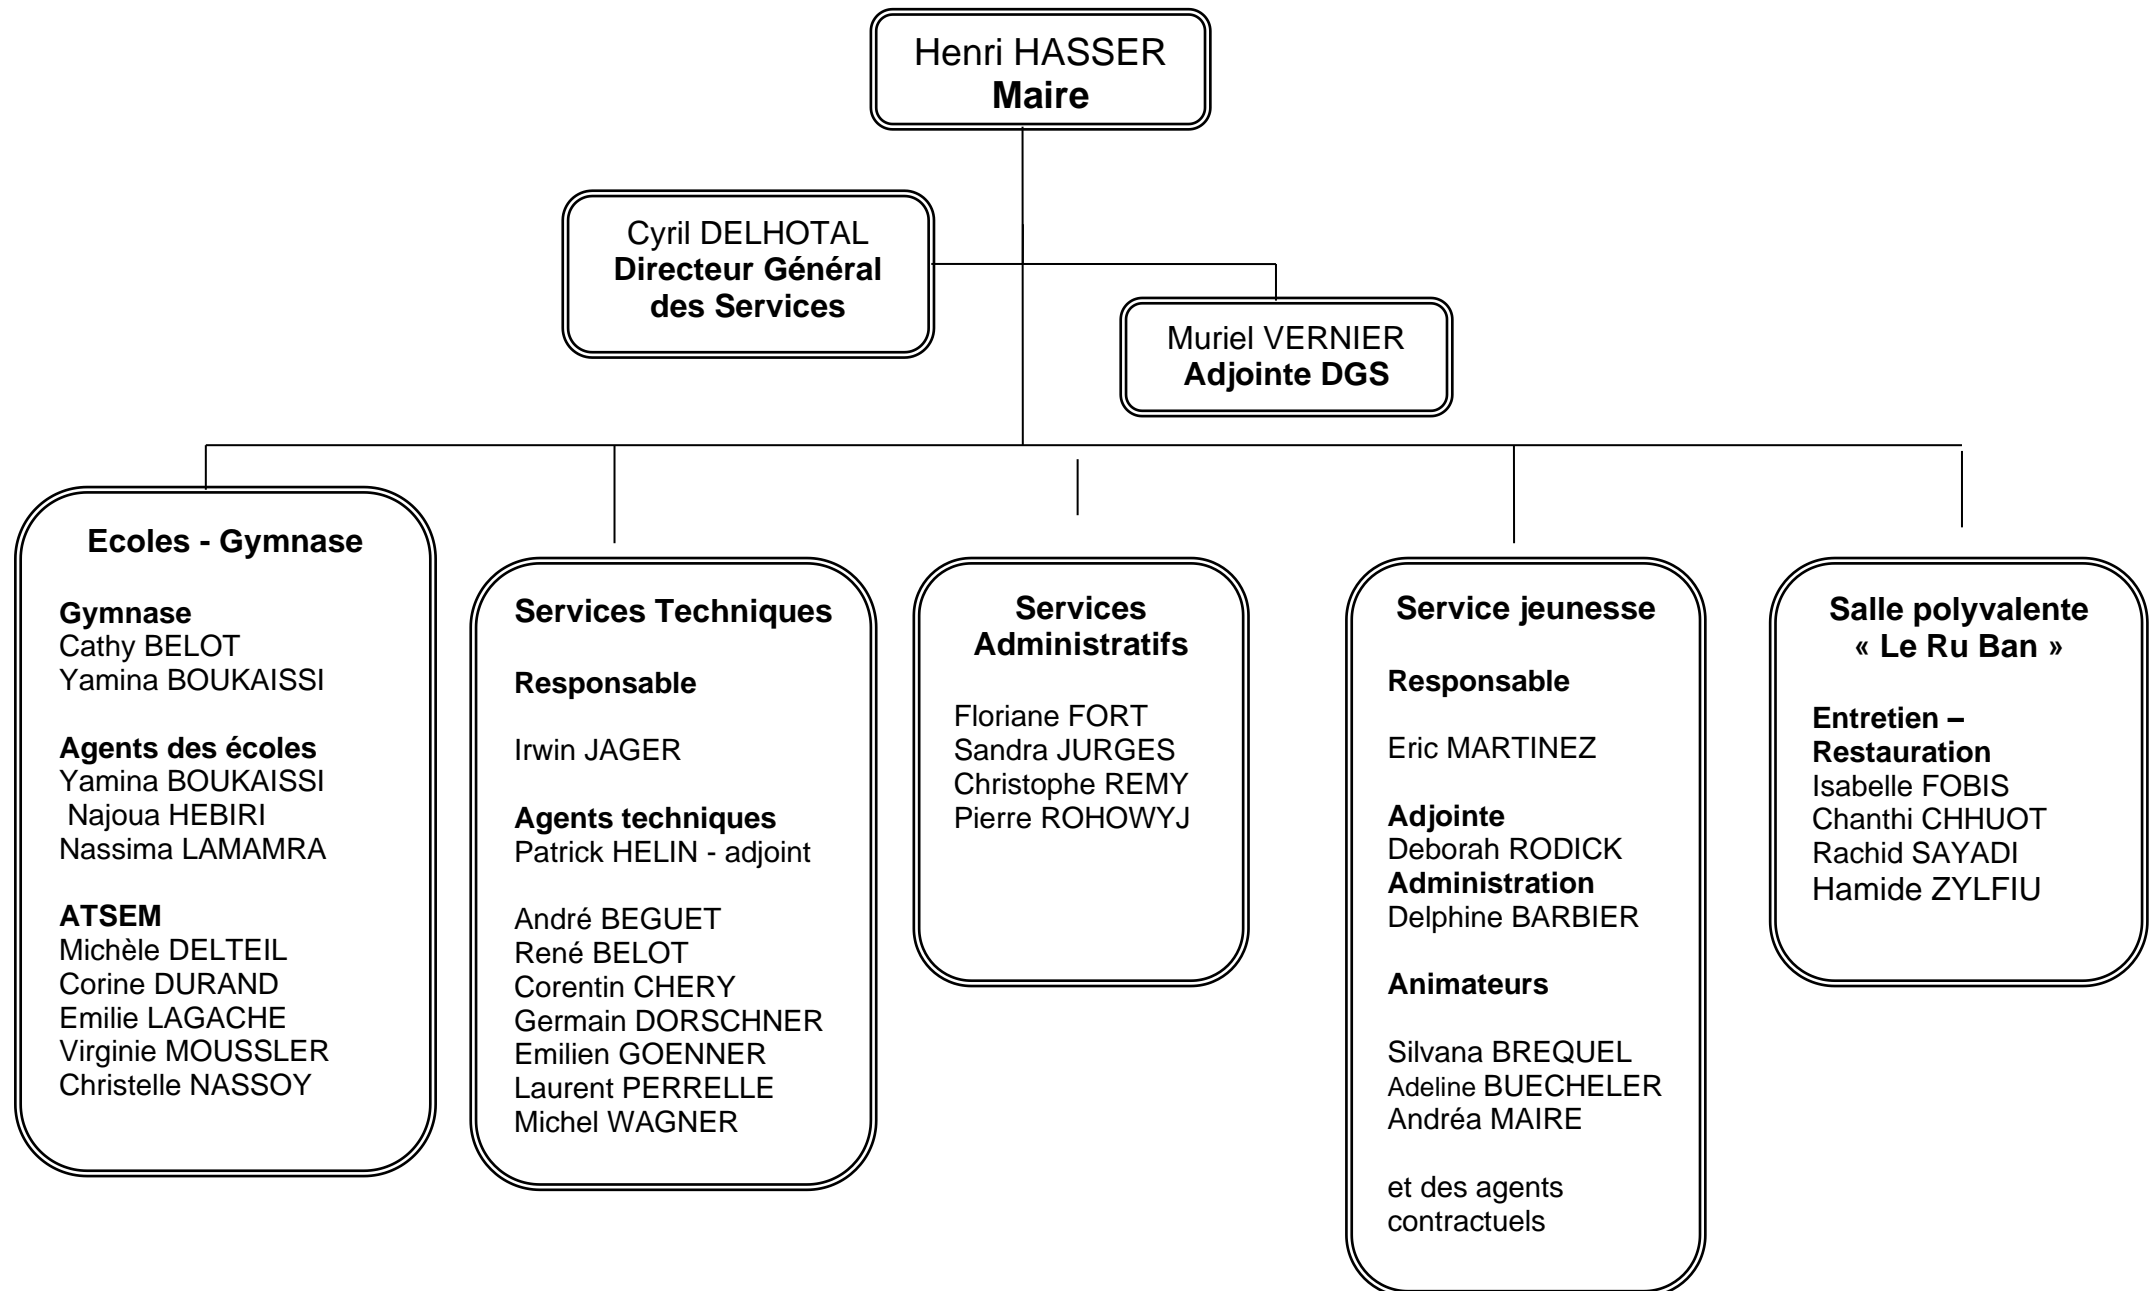 Henri HASSER
Maire
Cyril DELHOTAL
Directeur Général
des Services
Muriel VERNIER
Adjointe DGS
Ecoles - Gymnase
Gymnase
Cathy BELOT
Yamina BOUKAISSI
Agents des écoles
Yamina BOUKAISSI
Najoua HEBIRI
Nassima LAMAMRA
ATSEM
Michèle DELTEIL
Corine DURAND
Emilie LAGACHE
Virginie MOUSSLER
Christelle NASSOY
Services Techniques
Responsable
Irwin JAGER
Agents techniques
Patrick HELIN - adjoint
André BEGUET
René BELOT
Corentin CHERY
Germain DORSCHNER
Emilien GOENNER
Laurent PERRELLE
Michel WAGNER
Services
Administratifs
Floriane FORT
Sandra JURGES
Christophe REMY
Pierre ROHOWYJ
Service jeunesse
Responsable
Eric MARTINEZ
Adjointe
Deborah RODICK
Administration
Delphine BARBIER
Animateurs
Silvana BREQUEL
Adeline BUECHELER
Andréa MAIRE
et des agents
contractuels
Salle polyvalente
« Le Ru Ban »
Entretien –
Restauration
Isabelle FOBIS
Chanthi CHHUOT
Rachid SAYADI
Hamide ZYLFIU